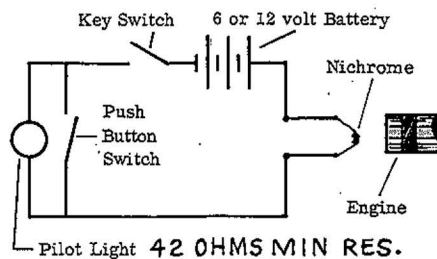 Key Switch
6 or 12 volt Battery
Nichrome
Push
Button
Switch
Engine
Pilot Light 42 OHMS MIN RES.